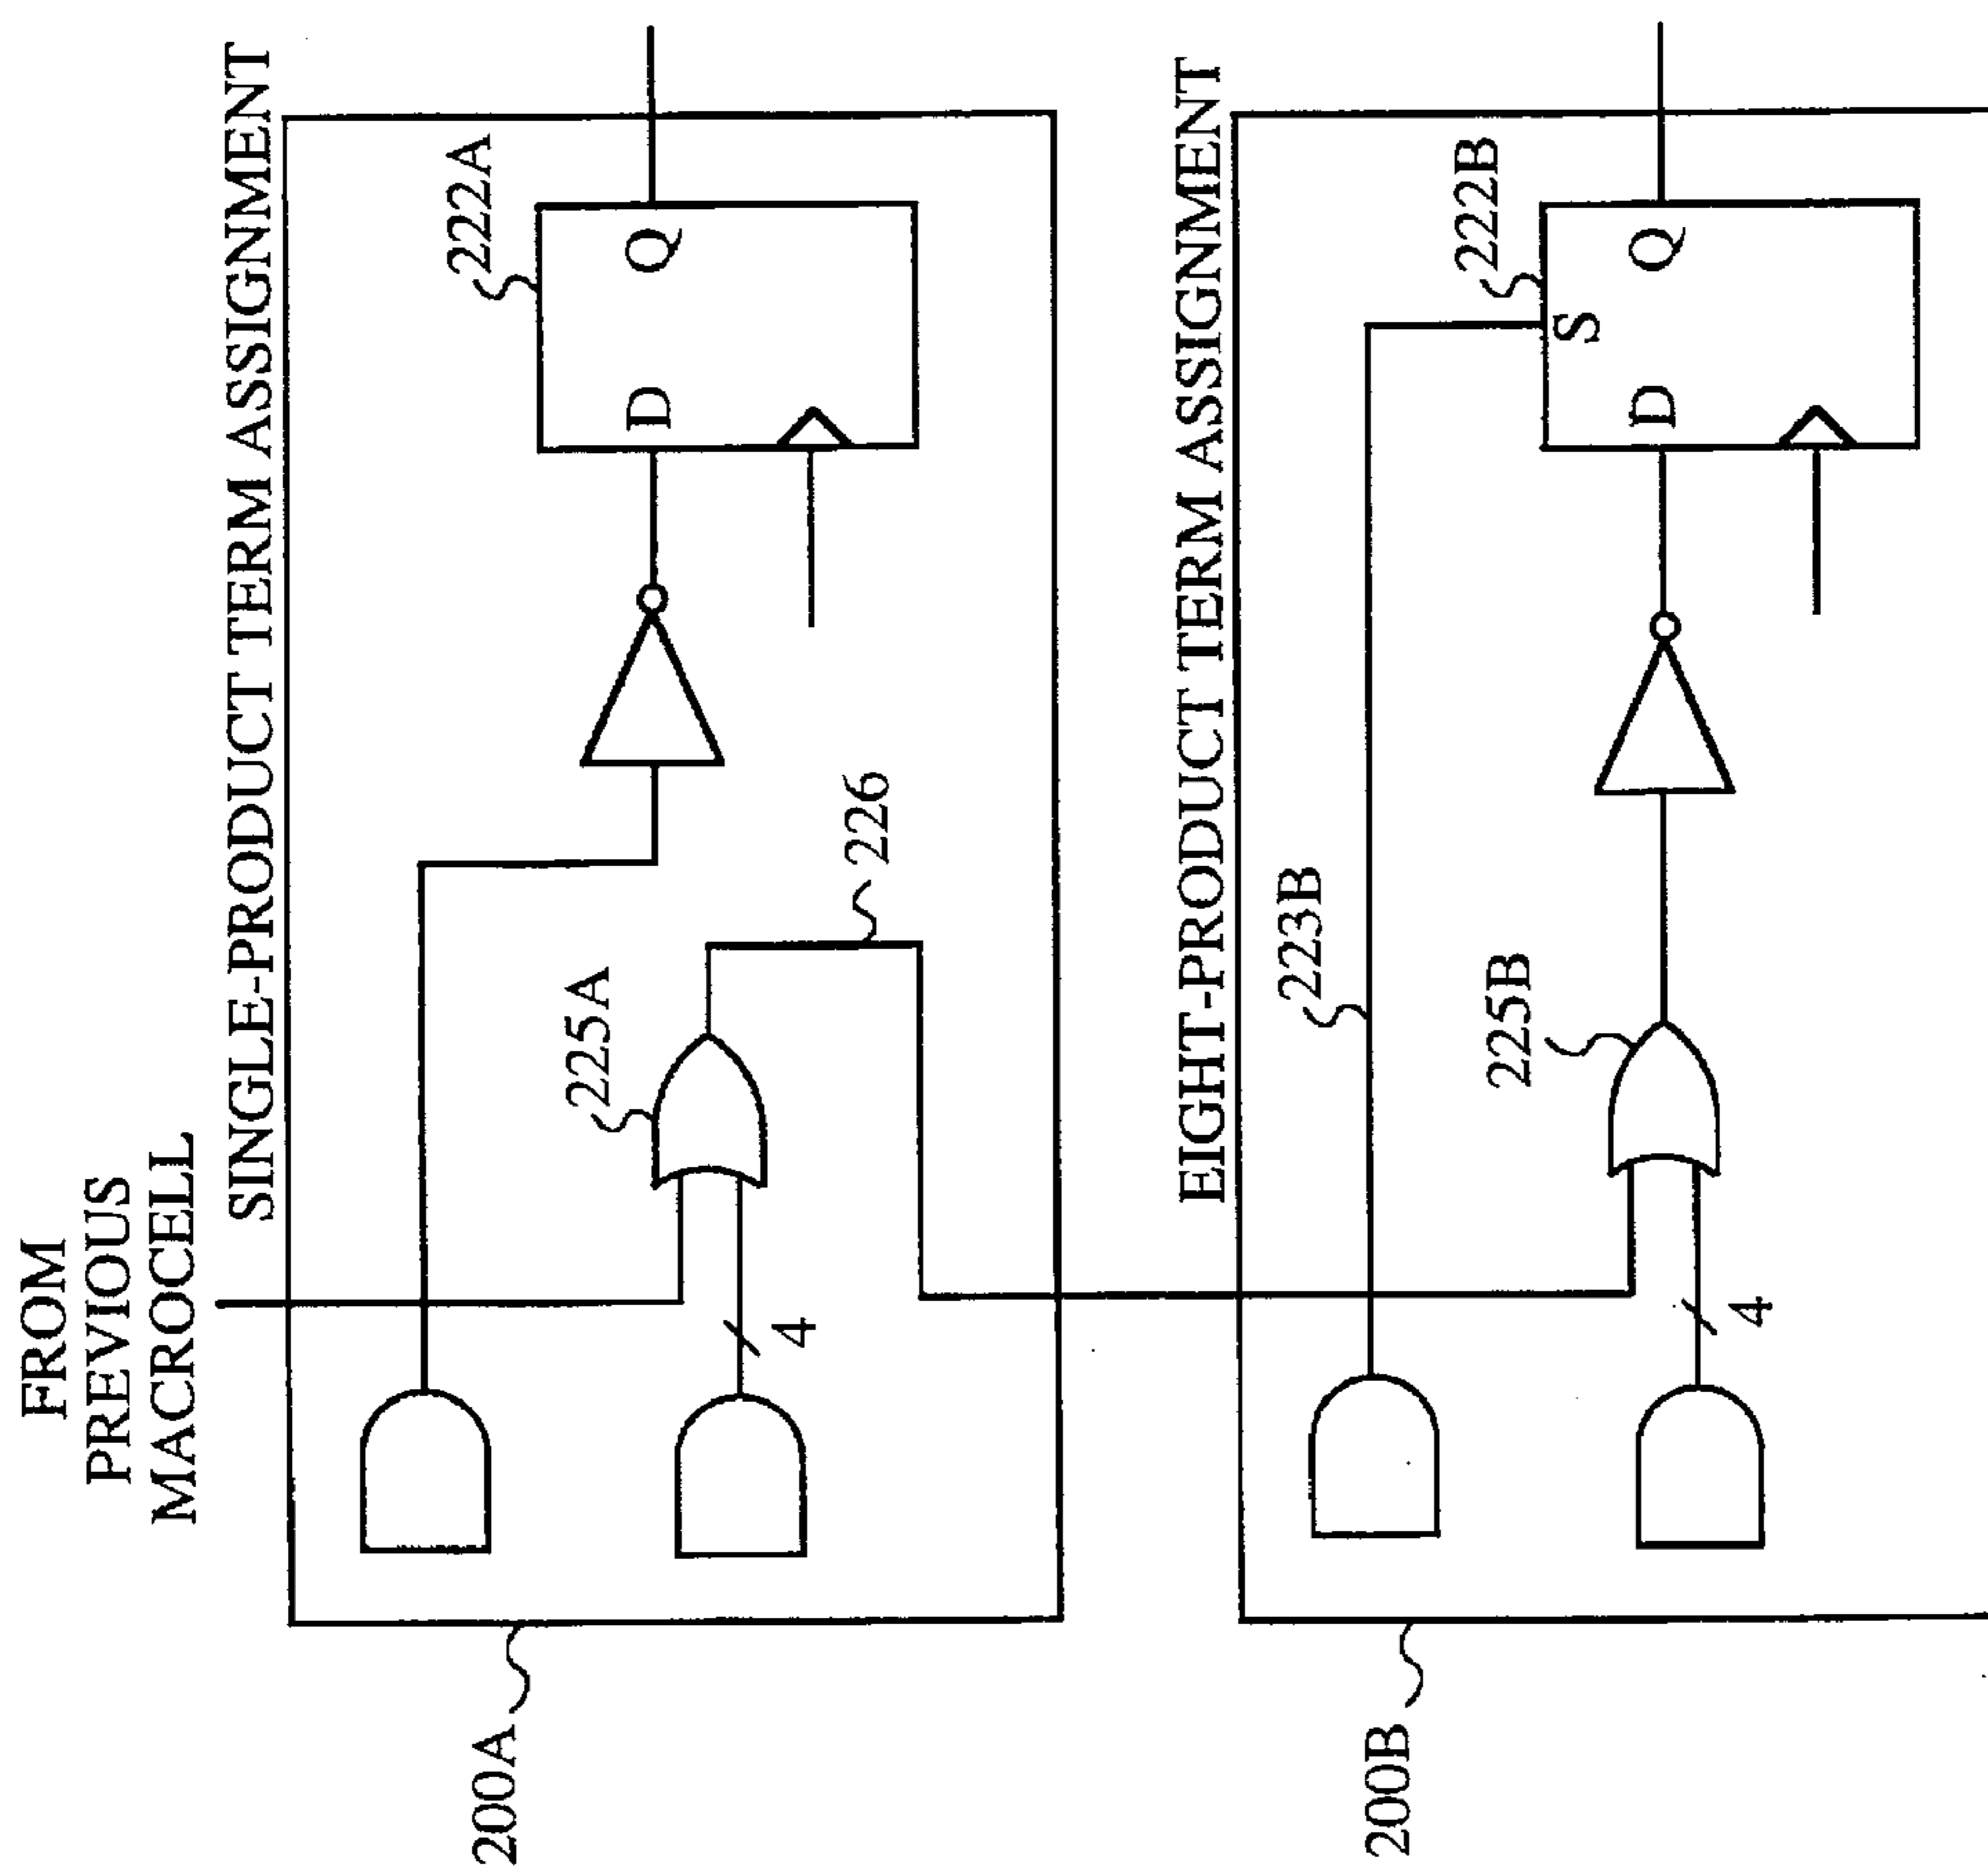 FROM
PREVIOUS
MACROCELL
SINGLE-PRODUCT TERM ASSIGNMENT
200A
225A
226
222A
4
D
Q
EIGHT-PRODUCT TERM ASSIGNMENT
200B
223B
225B
222B
4
S
D
Q